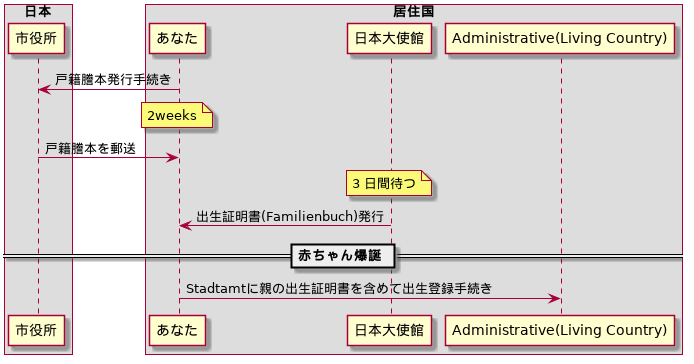 日本
居住国
市役所
あなた
日本大使館
Administrative(Living Country)
戸籍謄本発行手続き
2weeks
戸籍謄本を郵送
3 日間待つ
出生証明書(Familienbuch)発行
赤ちゃん爆誕
Stadtamtに親の出生証明書を含めて出生登録手続き
市役所
あなた
日本大使館
Administrative(Living Country)